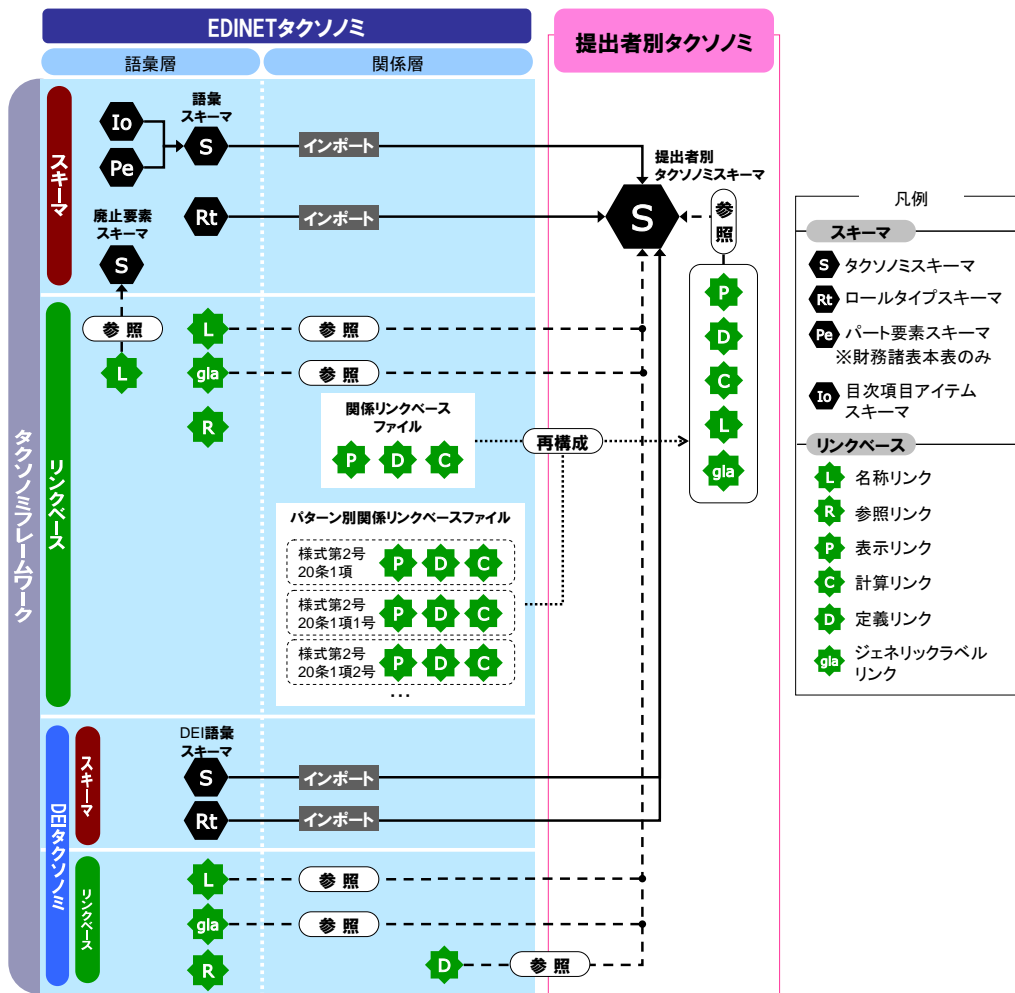 EDINETタクソノミ
提出者別タクソノミ
語彙層
関係層
タクソノミフレームワーク
スキーマ
Io
Pe
語彙
スキーマ
S
インポート
Rt
インポート
廃止要素
スキーマ
S
提出者別
タクソノミスキーマ
S
参照
P
D
C
L
gla
リンクベース
参照
L
L
参照
gla
参照
R
関係リンクベース
ファイル
P D C
再構成
パターン別関係リンクベースファイル
様式第2号
20条1項
P D C
様式第2号
20条1項1号
P D C
様式第2号
20条1項2号
P D C
...
DEIタクソノミ
スキーマ
DEI語彙
スキーマ
S
インポート
Rt
インポート
リンクベース
L
参照
gla
参照
R
D
参照
凡例
スキーマ
S タクソノミスキーマ
Rt ロールタイプスキーマ
Pe パート要素スキーマ
※財務諸表本表のみ
Io 目次項目アイテム
スキーマ
リンクベース
L 名称リンク
R 参照リンク
P 表示リンク
C 計算リンク
D 定義リンク
gla ジェネリックラベル
リンク